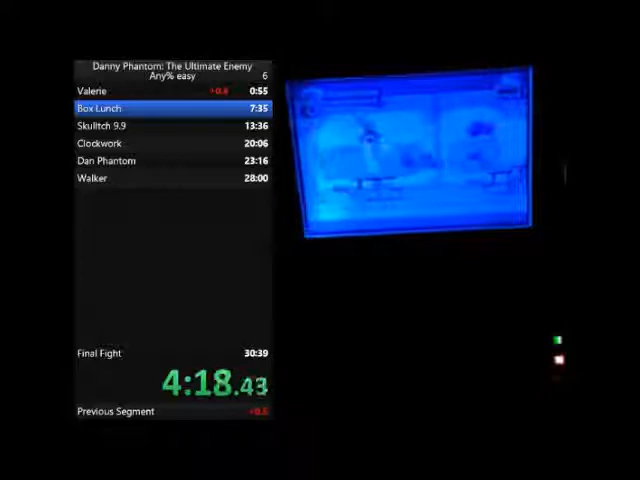 Danny Phantom: The Ultimate Enemy
Any% easy 6
Valerie +0.6 0:55
Box Lunch 7:35
Skulltch 9.9 13:36
Clockwork 20:06
Dan Phantom 23:16
Walker 28:00
Final Fight 30:39
4:18.43
Previous Segment +0.6